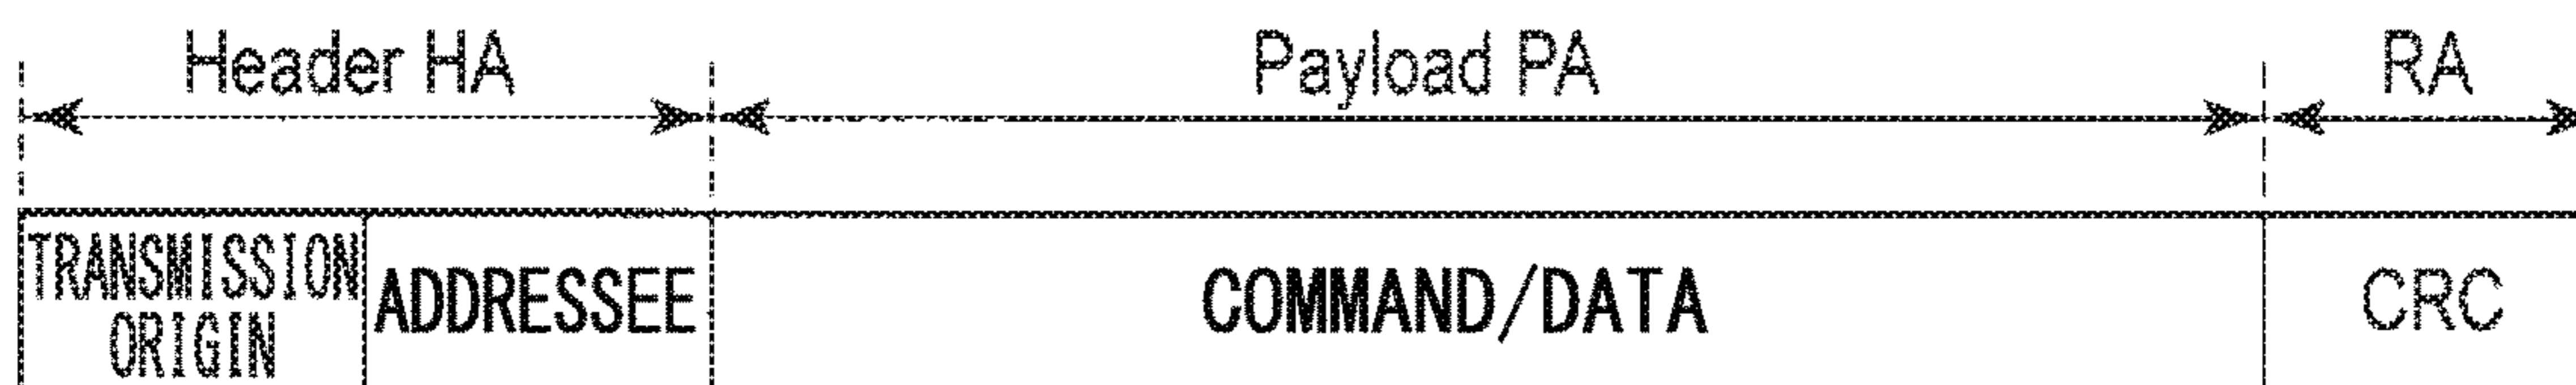 Header HA Payload PA RA
TRANSMISSION
ORIGIN
ADDRESSEE
COMMAND/DATA
CRC